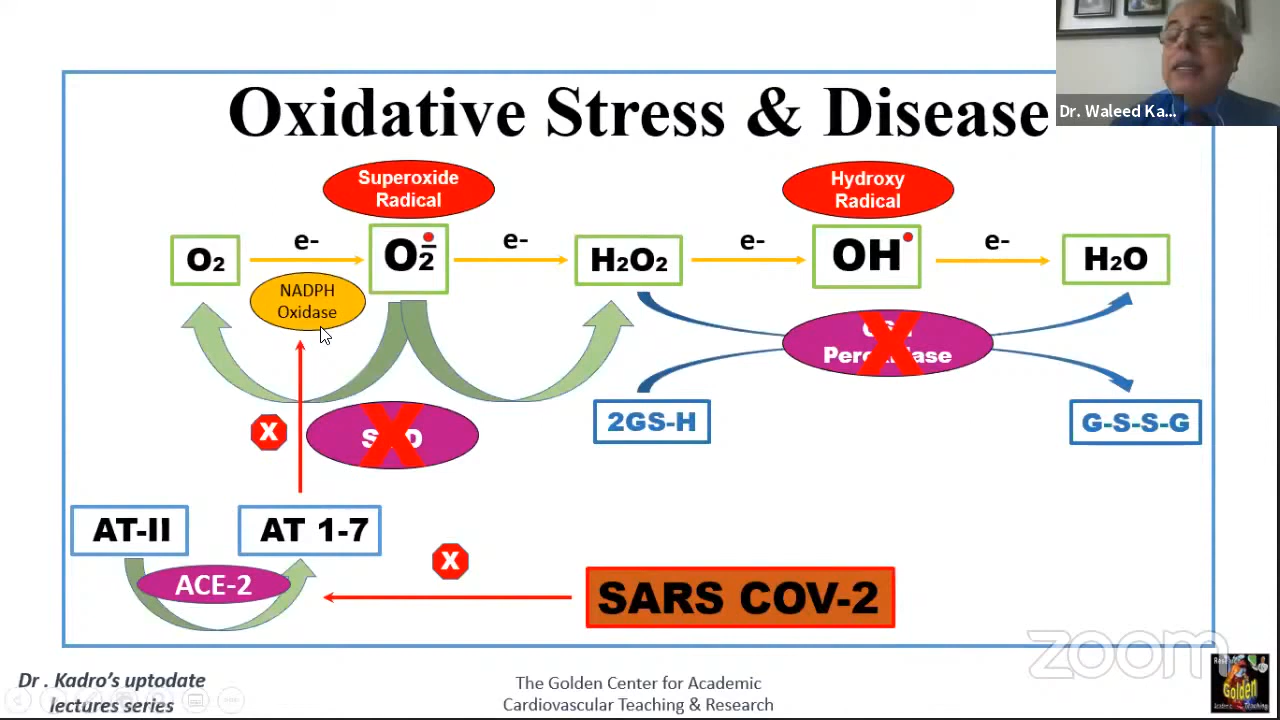 Dr. Waleed Ka...
Oxidative Stress & Disease
Superoxide
Radical
Hydroxy
Radical
e-
e-
e-
e-
O₂
O₂•̅
H₂O₂
OH•
H₂O
NADPH
Oxidase
X
2GS-H
G-S-S-G
AT-II
AT 1-7
X
ACE-2
SARS COV-2
zoom
Dr . Kadro's uptodate
lectures series
The Golden Center for Academic
Cardiovascular Teaching & Research
Golden